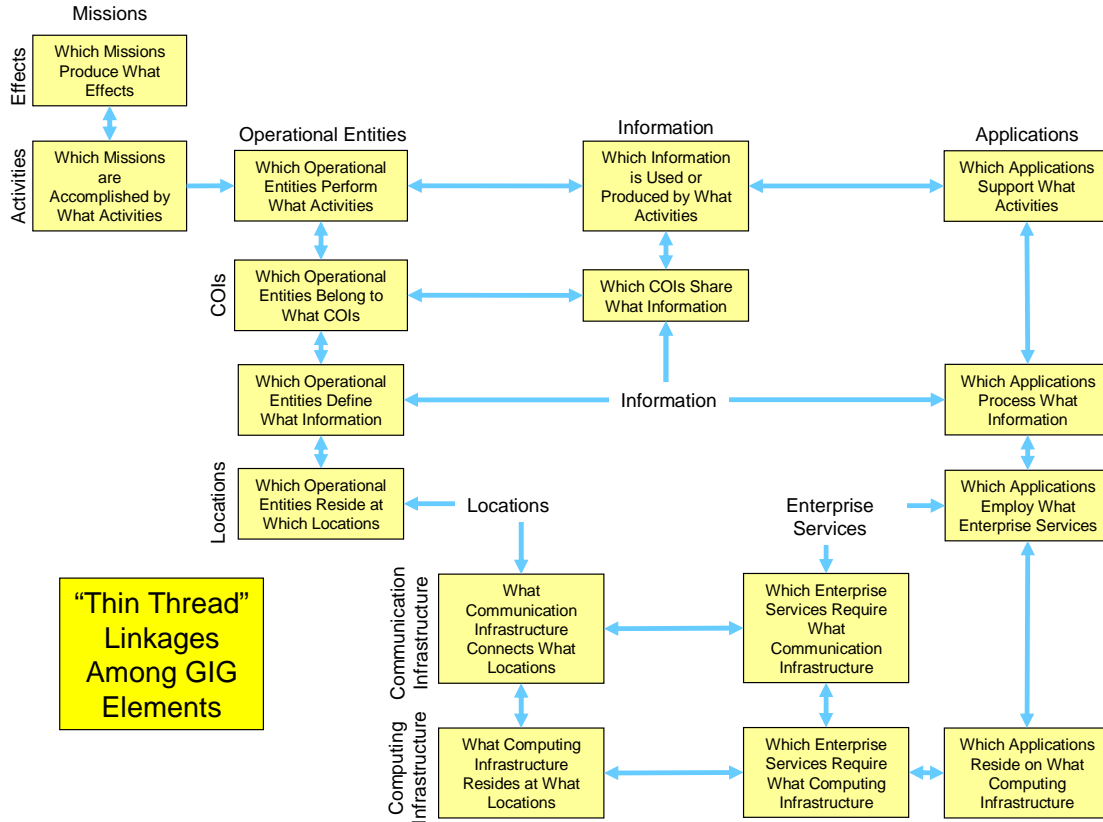 Missions
Effects
Which Missions
Produce What
Effects
Activities
Which Missions
are
Accomplished by
What Activities
Operational Entities
Which Operational
Entities Perform
What Activities
Information
Which Information
is Used or
Produced by What
Activities
Applications
Which Applications
Support What
Activities
COIs
Which Operational
Entities Belong to
What COIs
Which COIs Share
What Information
Which Operational
Entities Define
What Information
Information
Which Applications
Process What
Information
Locations
Which Operational
Entities Reside at
Which Locations
Locations
Enterprise
Services
Which Applications
Employ What
Enterprise Services
"Thin Thread"
Linkages
Among GIG
Elements
Communication
Infrastructure
What
Communication
Infrastructure
Connects What
Locations
Which Enterprise
Services Require
What
Communication
Infrastructure
Computing
Infrastructure
What Computing
Infrastructure
Resides at What
Locations
Which Enterprise
Services Require
What Computing
Infrastructure
Which Applications
Reside on What
Computing
Infrastructure